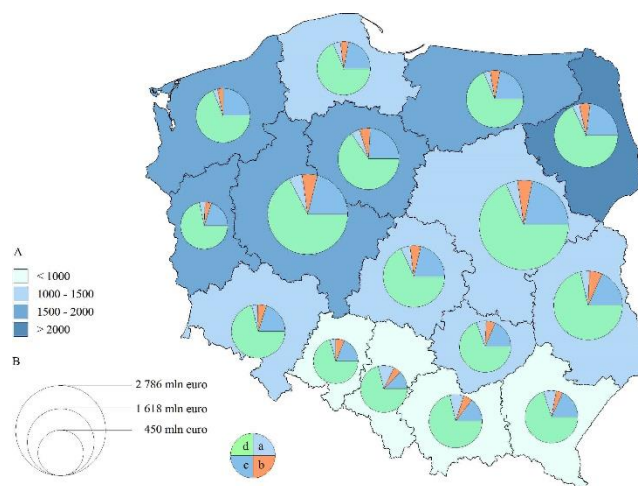 A
< 1000
1000 - 1500
1500 - 2000
> 2000
B
2 786 mln euro
1 618 mln euro
450 mln euro
d a
c b